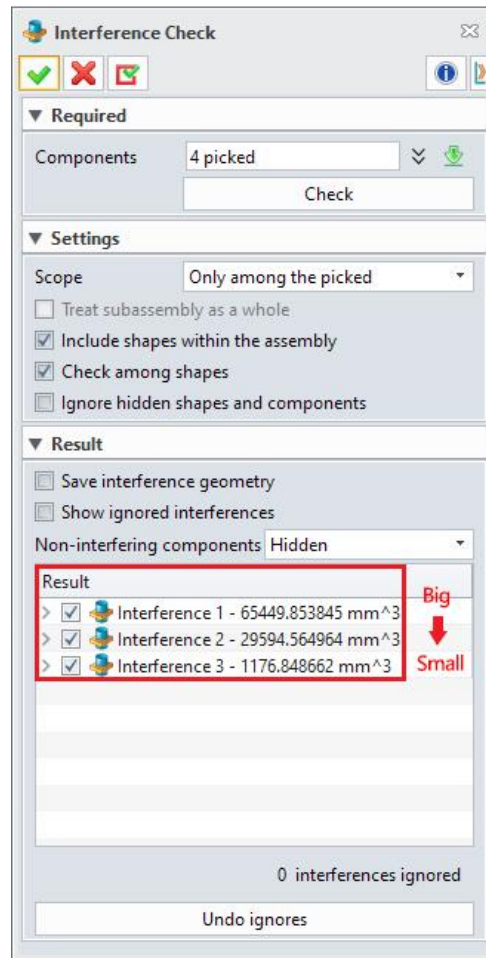 Interference Check
Required
Components 4 picked
Check
Settings
Scope Only among the picked
Treat subassembly as a whole
Include shapes within the assembly
Check among shapes
Ignore hidden shapes and components
Result
Save interference geometry
Show ignored interferences
Non-interfering components Hidden
Result
Big
Interference 1 - 65449.853845 mm^3
Interference 2 - 29594.564964 mm^3
Interference 3 - 1176.848662 mm^3 Small
0 interferences ignored
Undo ignores